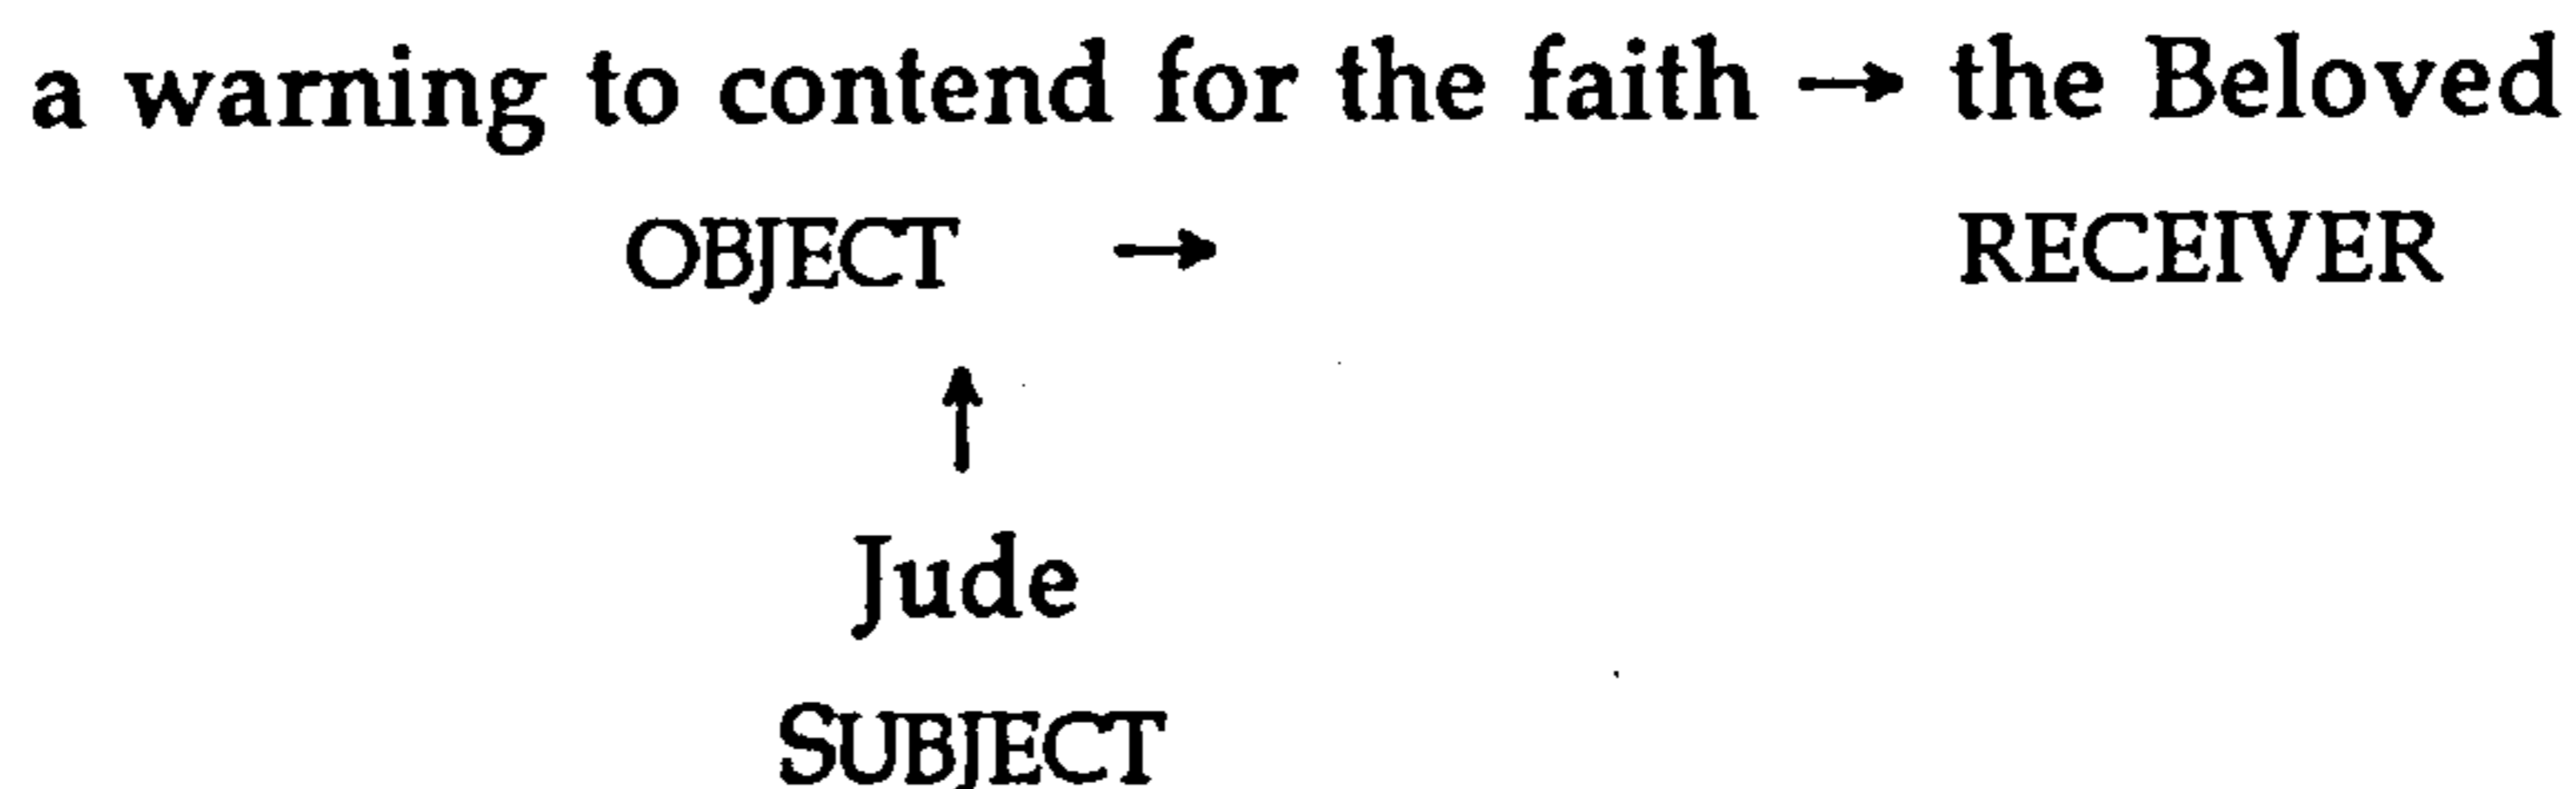 a warning to contend for the faith → the Beloved
OBJECT → RECEIVER
↑
Jude
SUBJECT